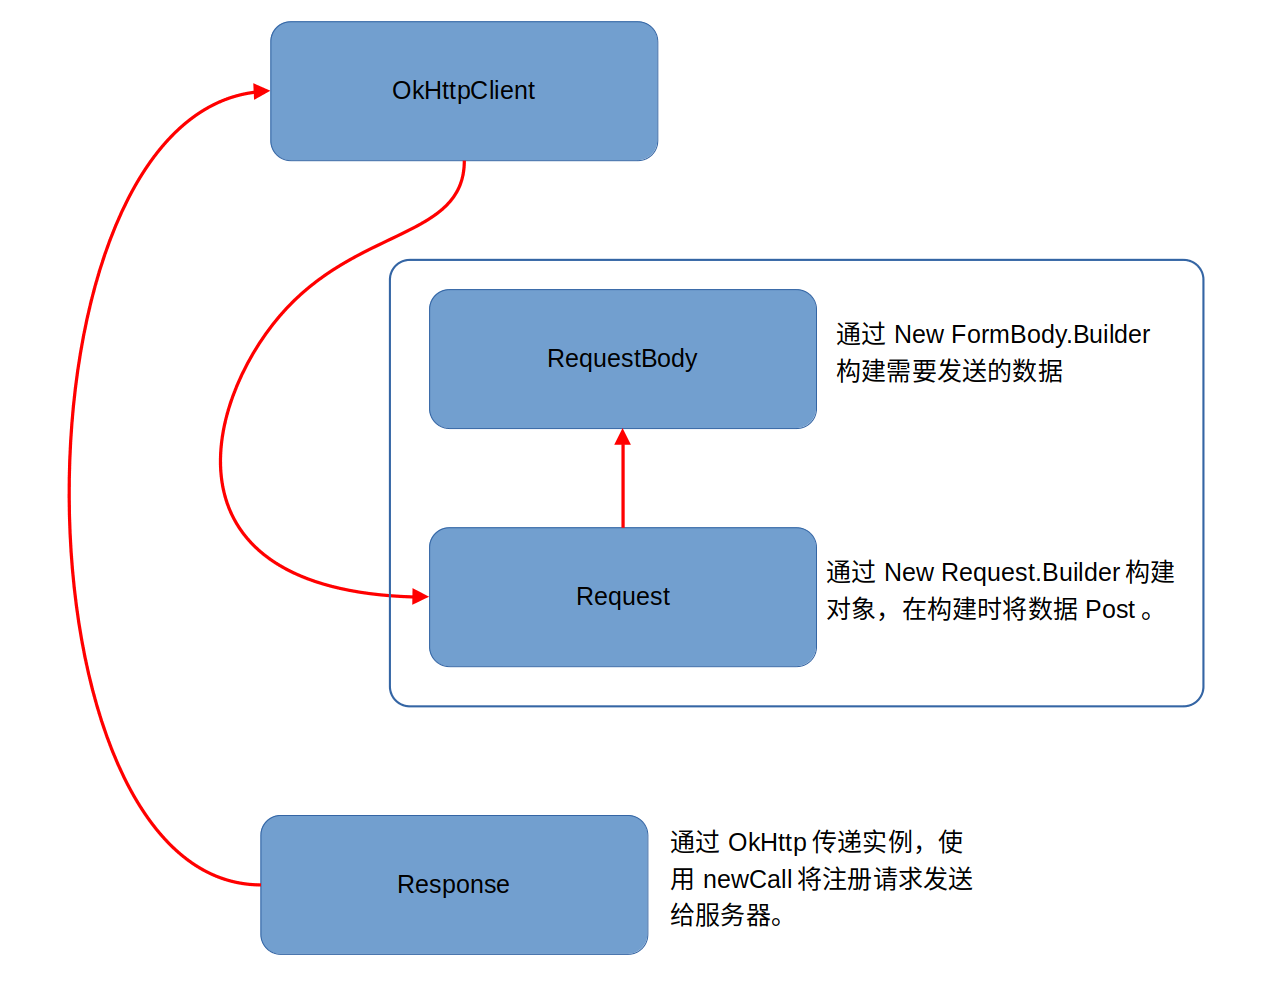 OkHttpClient
RequestBody
通过 New FormBody.Builder
构建需要发送的数据
Request
通过 New Request.Builder 构建
对象，在构建时将数据 Post 。
Response
通过 OkHttp 传递实例，使
用 newCall 将注册请求发送
给服务器。